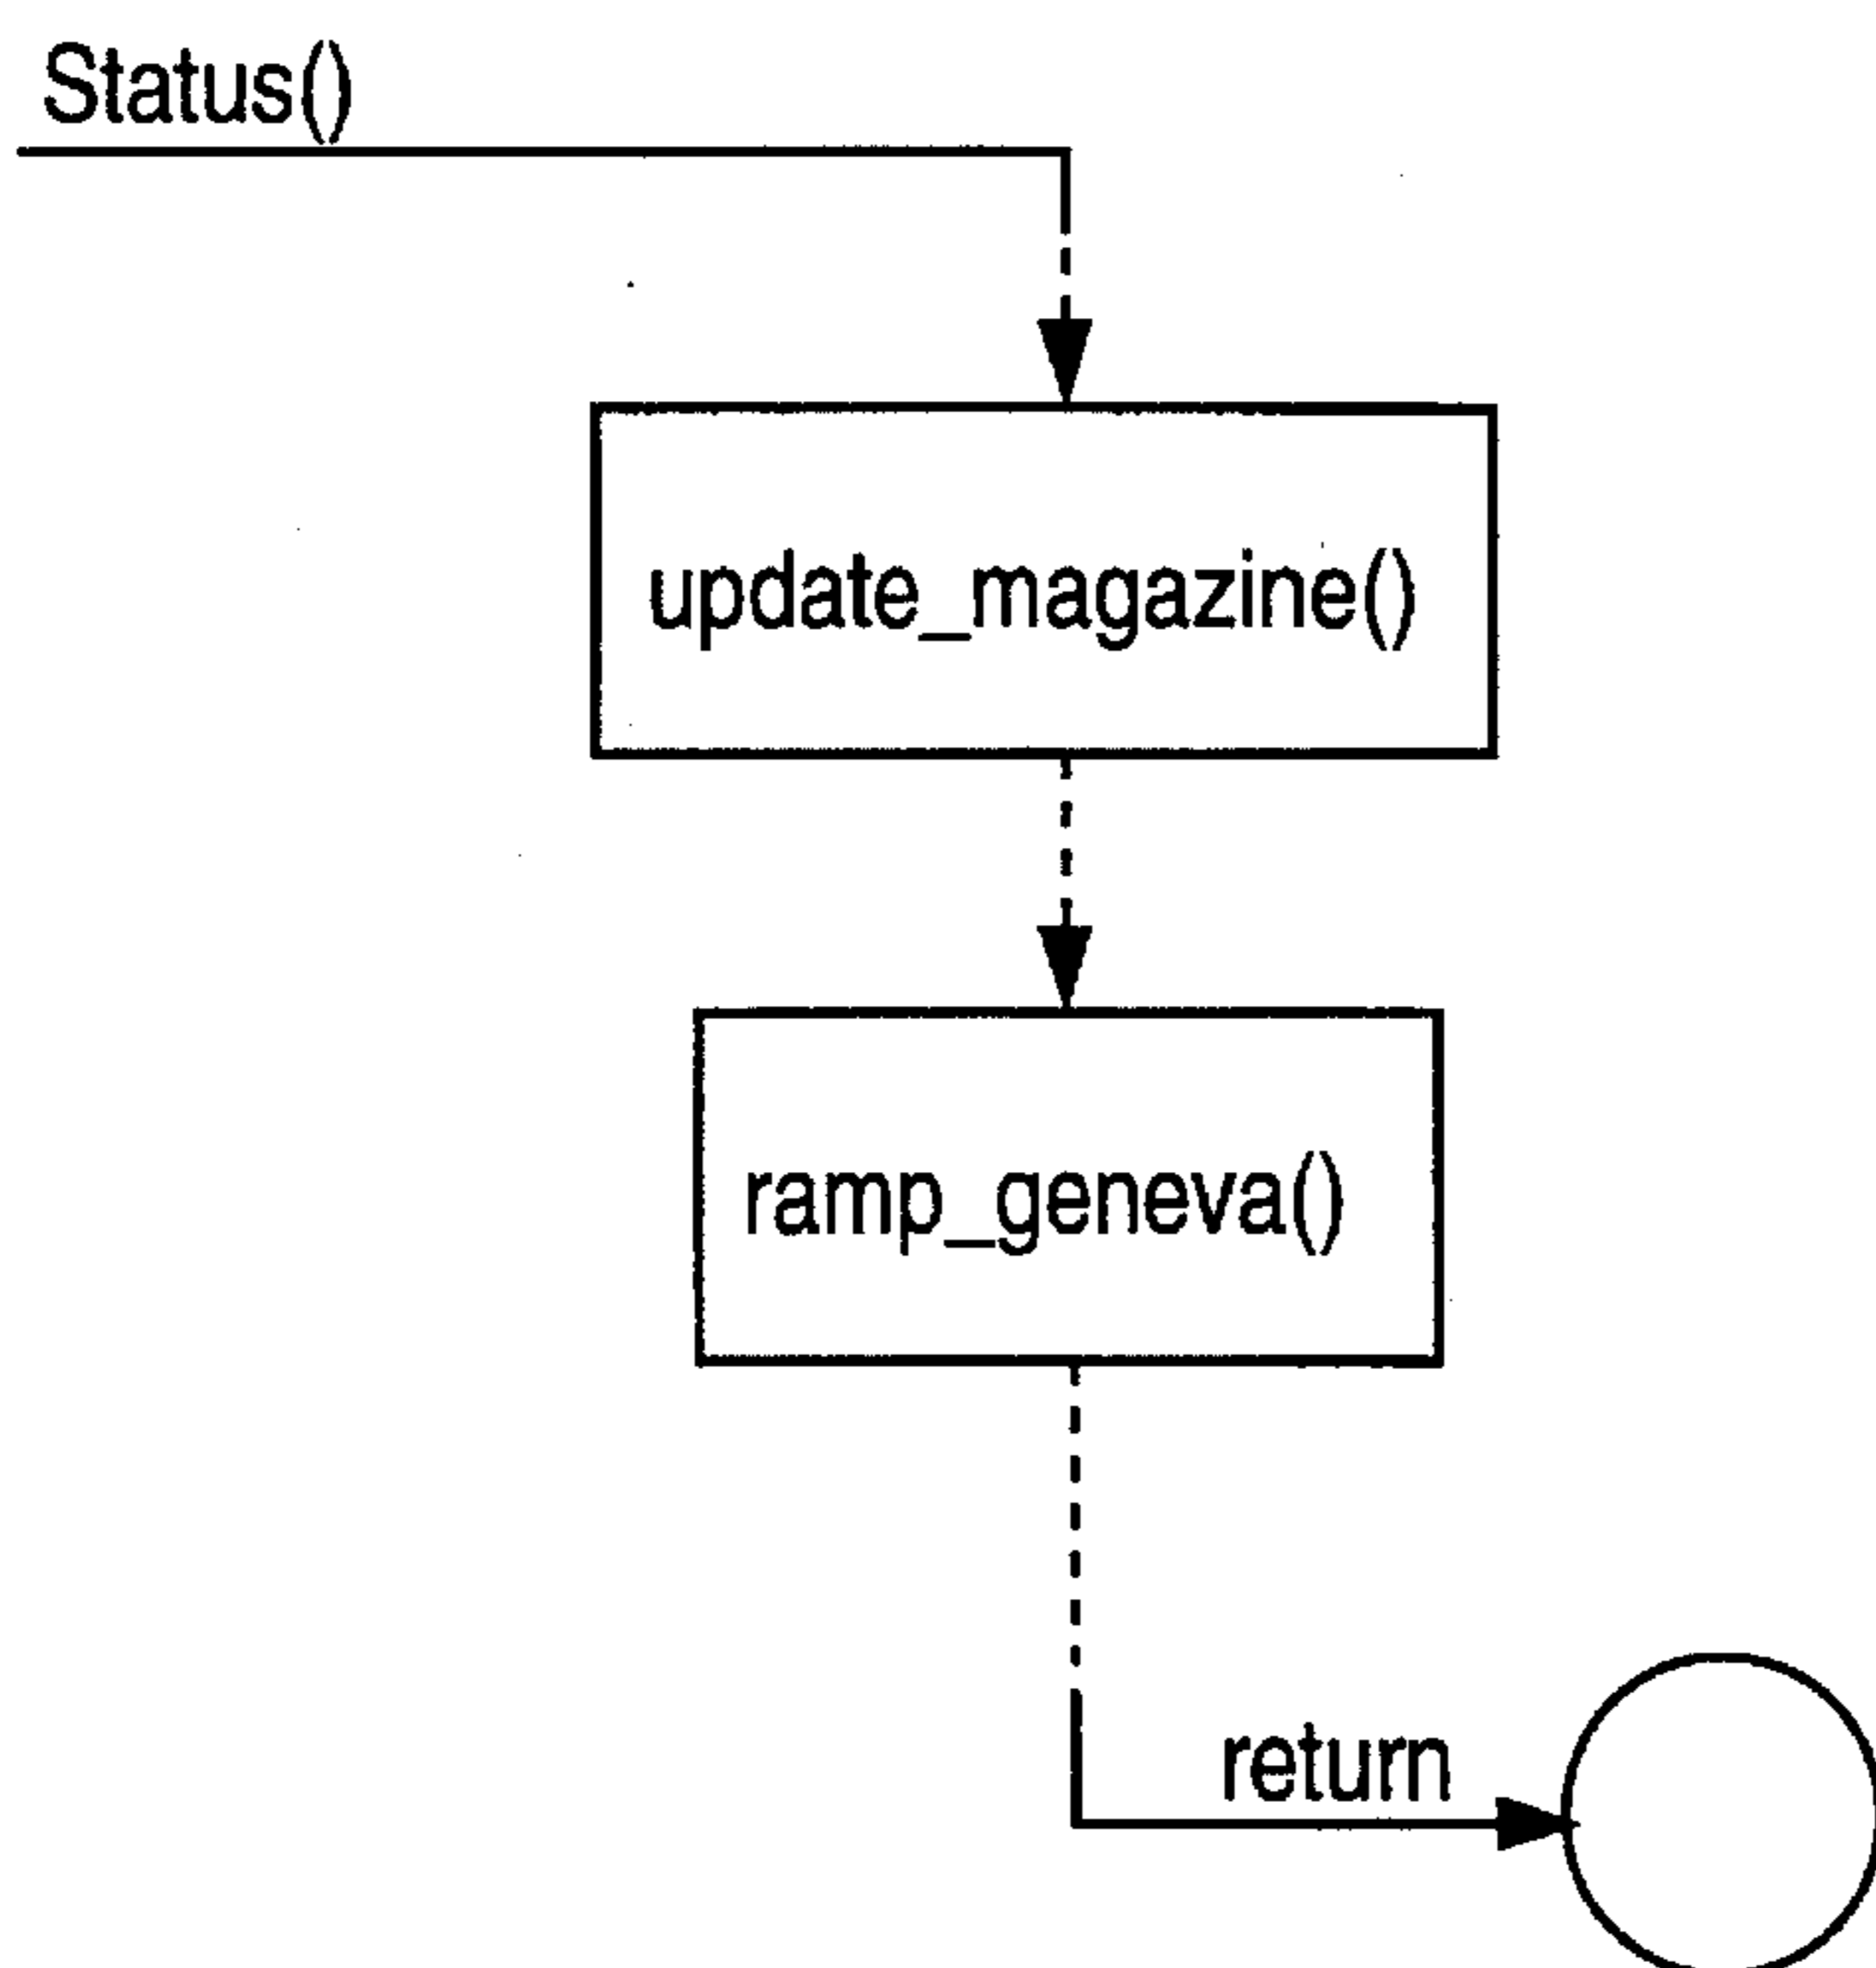 Status()
update_magazine()
ramp_geneva()
return